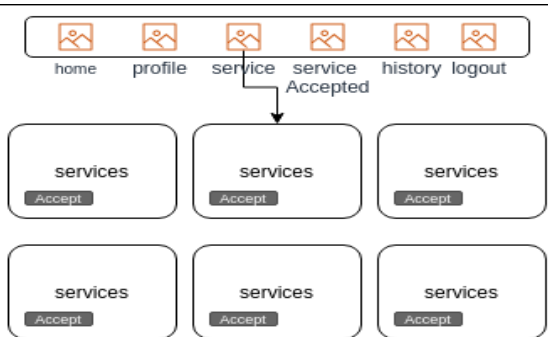 home profile service service Accepted history logout
services services services
Accept Accept Accept
services services services
Accept Accept Accept